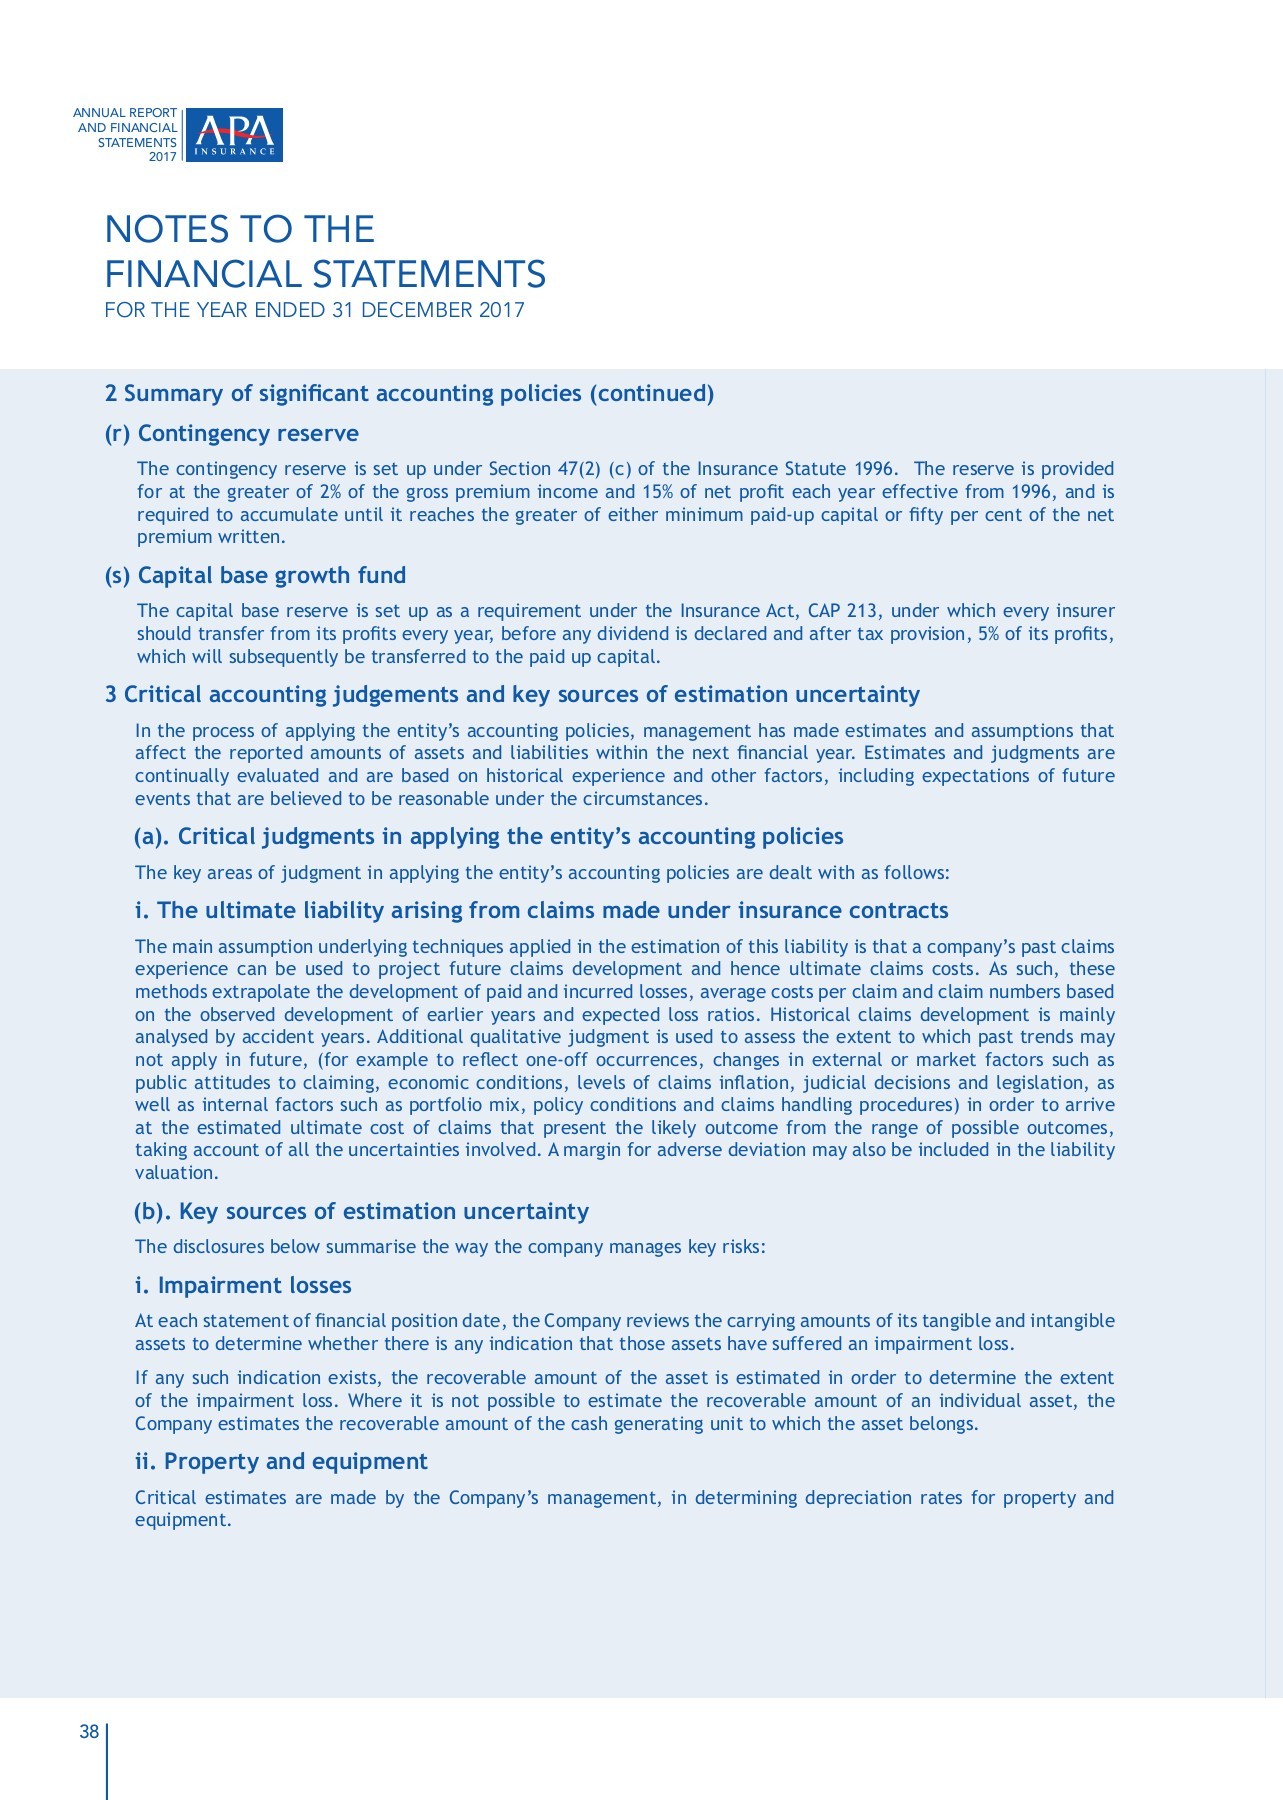 ANNUAL REPORT
AND FINANCIAL
STATEMENTS
2017
APA
INSURANCE
NOTES TO THE
FINANCIAL STATEMENTS
FOR THE YEAR ENDED 31 DECEMBER 2017
2 Summary of significant accounting policies (continued)
(r) Contingency reserve
The contingency reserve is set up under Section 47(2) (c) of the Insurance Statute 1996.  The reserve is provided
for at the greater of 2% of the gross premium income and 15% of net profit each year effective from 1996, and is
required to accumulate until it reaches the greater of either minimum paid-up capital or fifty per cent of the net
premium written.
(s) Capital base growth fund
The capital base reserve is set up as a requirement under the Insurance Act, CAP 213, under which every insurer
should transfer from its profits every year, before any dividend is declared and after tax provision, 5% of its profits,
which will subsequently be transferred to the paid up capital.
3 Critical accounting judgements and key sources of estimation uncertainty
In the process of applying the entity’s accounting policies, management has made estimates and assumptions that
affect the reported amounts of assets and liabilities within the next financial year. Estimates and judgments are
continually evaluated and are based on historical experience and other factors, including expectations of future
events that are believed to be reasonable under the circumstances.
(a). Critical judgments in applying the entity’s accounting policies
The key areas of judgment in applying the entity’s accounting policies are dealt with as follows:
i. The ultimate liability arising from claims made under insurance contracts
The main assumption underlying techniques applied in the estimation of this liability is that a company’s past claims
experience can be used to project future claims development and hence ultimate claims costs. As such, these
methods extrapolate the development of paid and incurred losses, average costs per claim and claim numbers based
on the observed development of earlier years and expected loss ratios. Historical claims development is mainly
analysed by accident years. Additional qualitative judgment is used to assess the extent to which past trends may
not apply in future, (for example to reflect one-off occurrences, changes in external or market factors such as
public attitudes to claiming, economic conditions, levels of claims inflation, judicial decisions and legislation, as
well as internal factors such as portfolio mix, policy conditions and claims handling procedures) in order to arrive
at the estimated ultimate cost of claims that present the likely outcome from the range of possible outcomes,
taking account of all the uncertainties involved. A margin for adverse deviation may also be included in the liability
valuation.
(b). Key sources of estimation uncertainty
The disclosures below summarise the way the company manages key risks:
i. Impairment losses
At each statement of financial position date, the Company reviews the carrying amounts of its tangible and intangible
assets to determine whether there is any indication that those assets have suffered an impairment loss.
If any such indication exists, the recoverable amount of the asset is estimated in order to determine the extent
of the impairment loss. Where it is not possible to estimate the recoverable amount of an individual asset, the
Company estimates the recoverable amount of the cash generating unit to which the asset belongs.
ii. Property and equipment
Critical estimates are made by the Company’s management, in determining depreciation rates for property and
equipment.
38